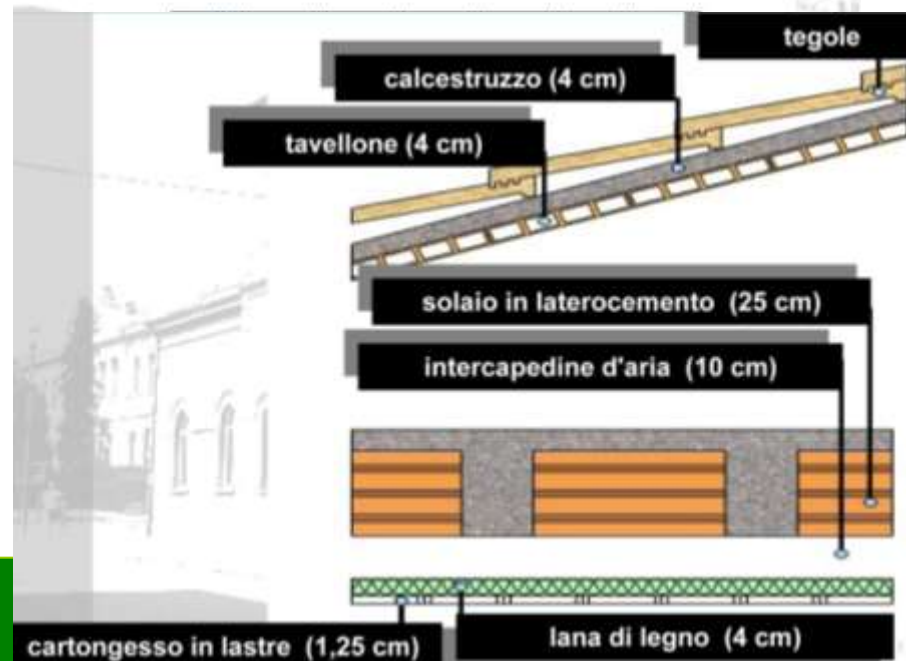 tegole
calcestruzzo (4 cm)
tavellone (4 cm)
solaio in laterocemento (25 cm)
intercapedine d'aria (10 cm)
cartongesso in lastre (1,25 cm)
lana di legno (4 cm)